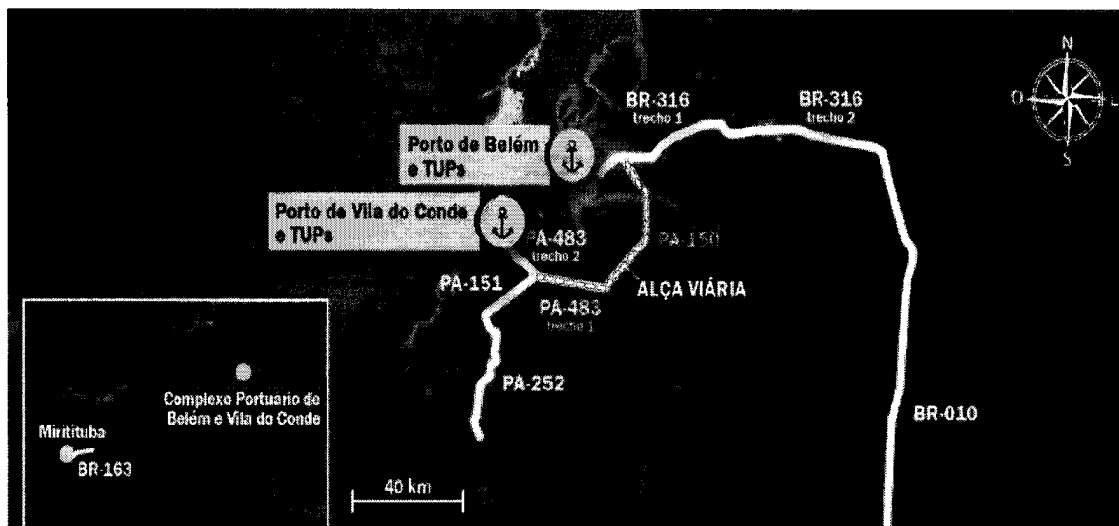 N
O
L
S
BR-316
trecho 1
BR-316
trecho 2
Porto de Belém
e TUPs
Porto de Vila do Conde
e TUPs
PA-483
trecho 2
PA-150
PA-151
ALÇA VIÁRIA
PA-483
trecho 1
PA-252
BR-010
Complexo Portuário de
Belém e Vila do Conde
Miritituba
BR-163
40 km